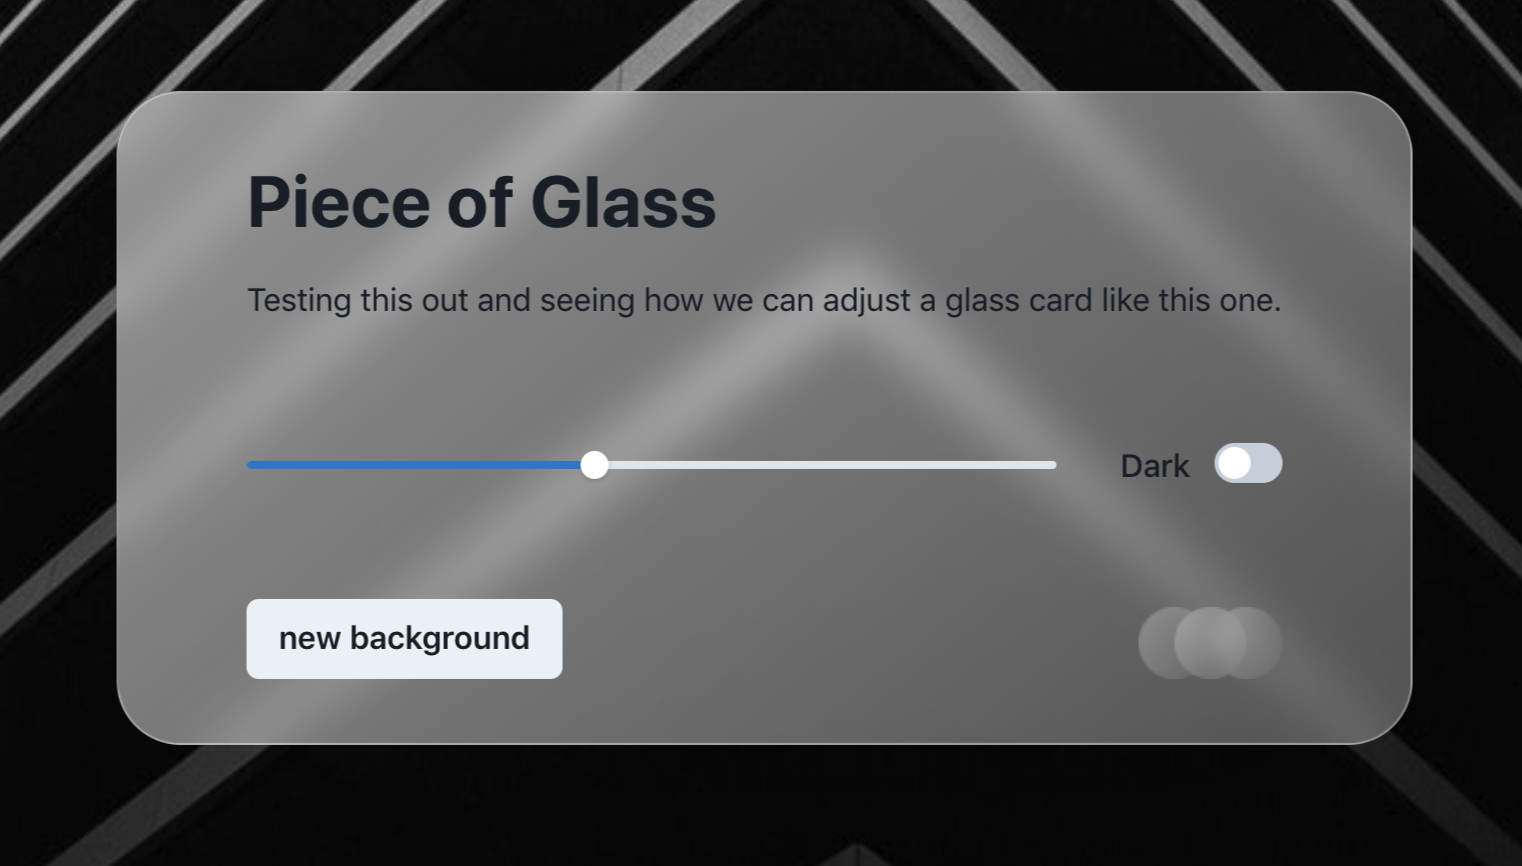 Piece of Glass
Testing this out and seeing how we can adjust a glass card like this one.
Dark
new background